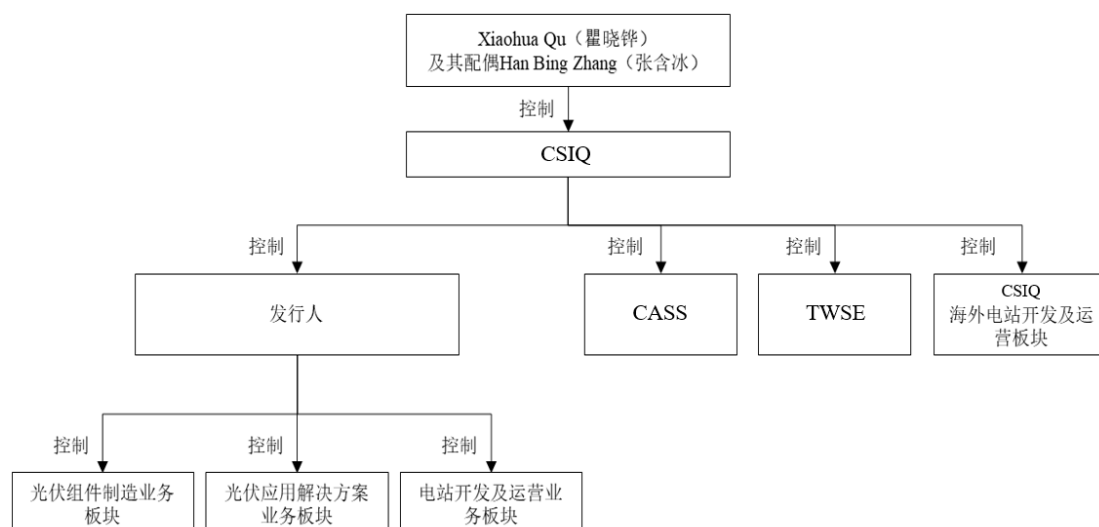 Xiaohua Qu（瞿晓铧）
及其配偶Han Bing Zhang（张含冰）
控制
CSIQ
控制
控制
控制
控制
发行人
CASS
TWSE
CSIQ
海外电站开发及运
营板块
控制
控制
控制
光伏组件制造业务
板块
光伏应用解决方案
业务板块
电站开发及运营业
务板块